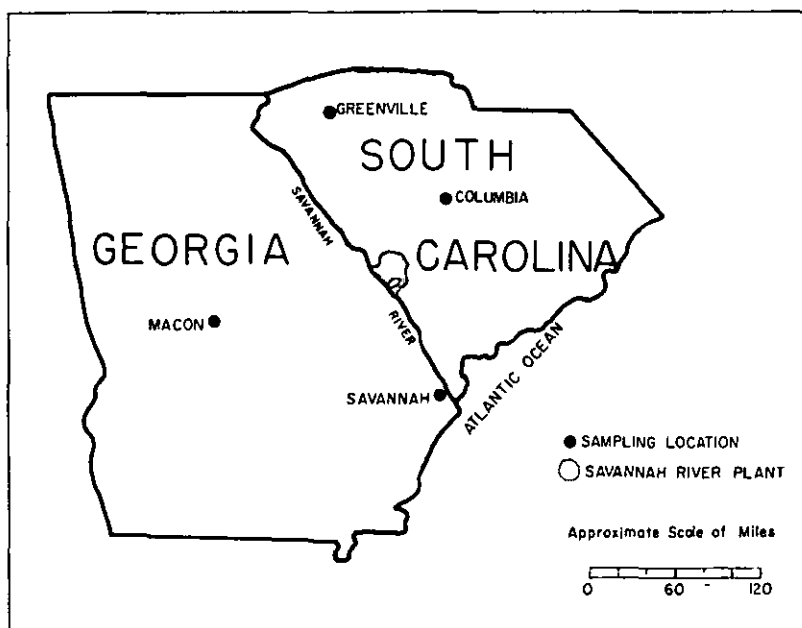 GREENVILLE
SOUTH
COLUMBIA
SAVANNAH
GEORGIA
CAROLINA
MACON
RIVER
SAVANNAH
ATLANTIC OCEAN
SAMPLING LOCATION
SAVANNAH RIVER PLANT
Approximate Scale of Miles
0 60 120